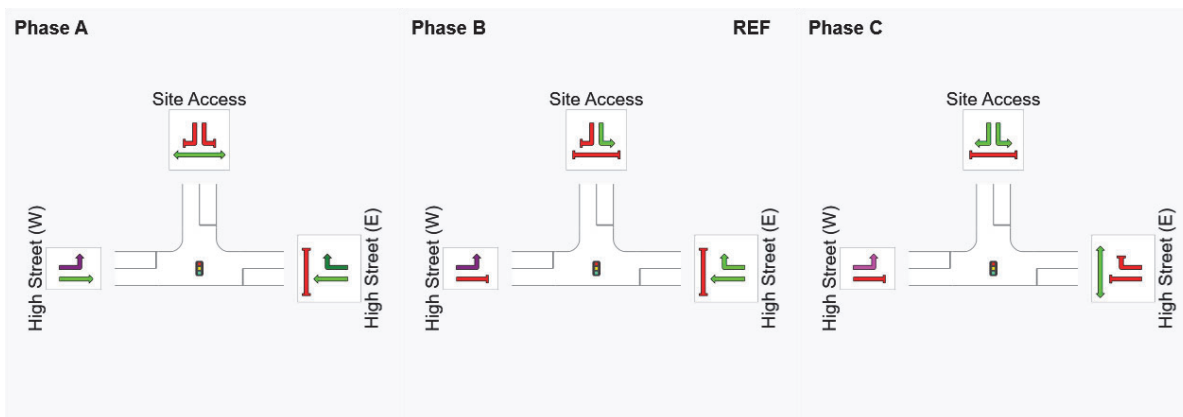 Phase A
Site Access
High Street (W)
High Street (E)
Phase B
REF
Site Access
High Street (W)
High Street (E)
Phase C
Site Access
High Street (W)
High Street (E)